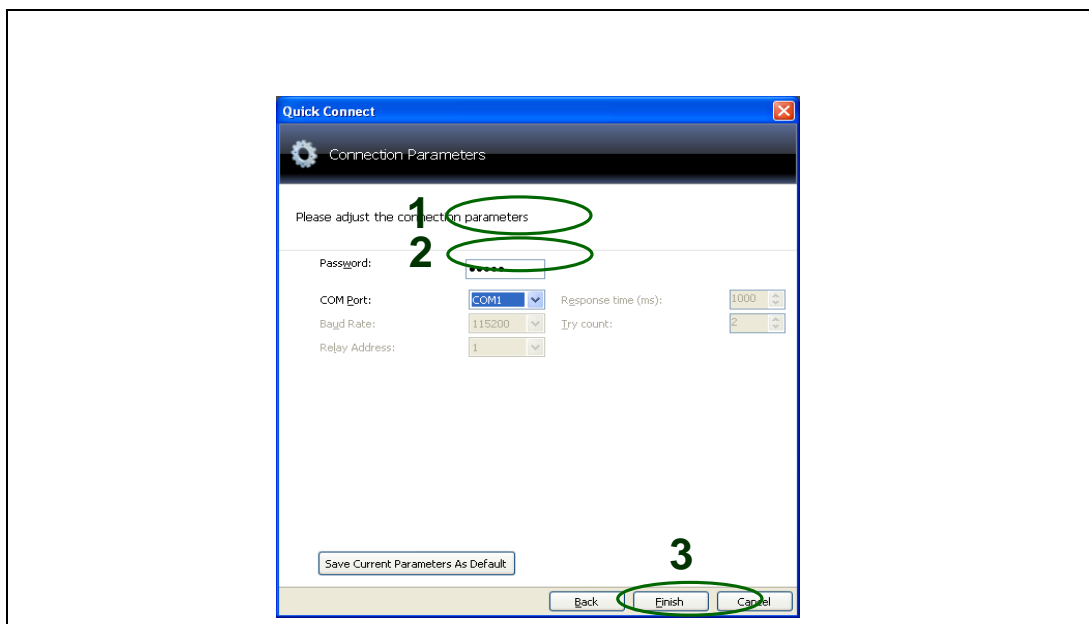 Quick Connect
Connection Parameters
1
Please adjust the connection parameters
2
Password: •••••
COM Port: COM1 Response time (ms): 1000
Baud Rate: 115200 Try count: 2
Relay Address: 1
3
Save Current Parameters As Default
Back Finish Cancel